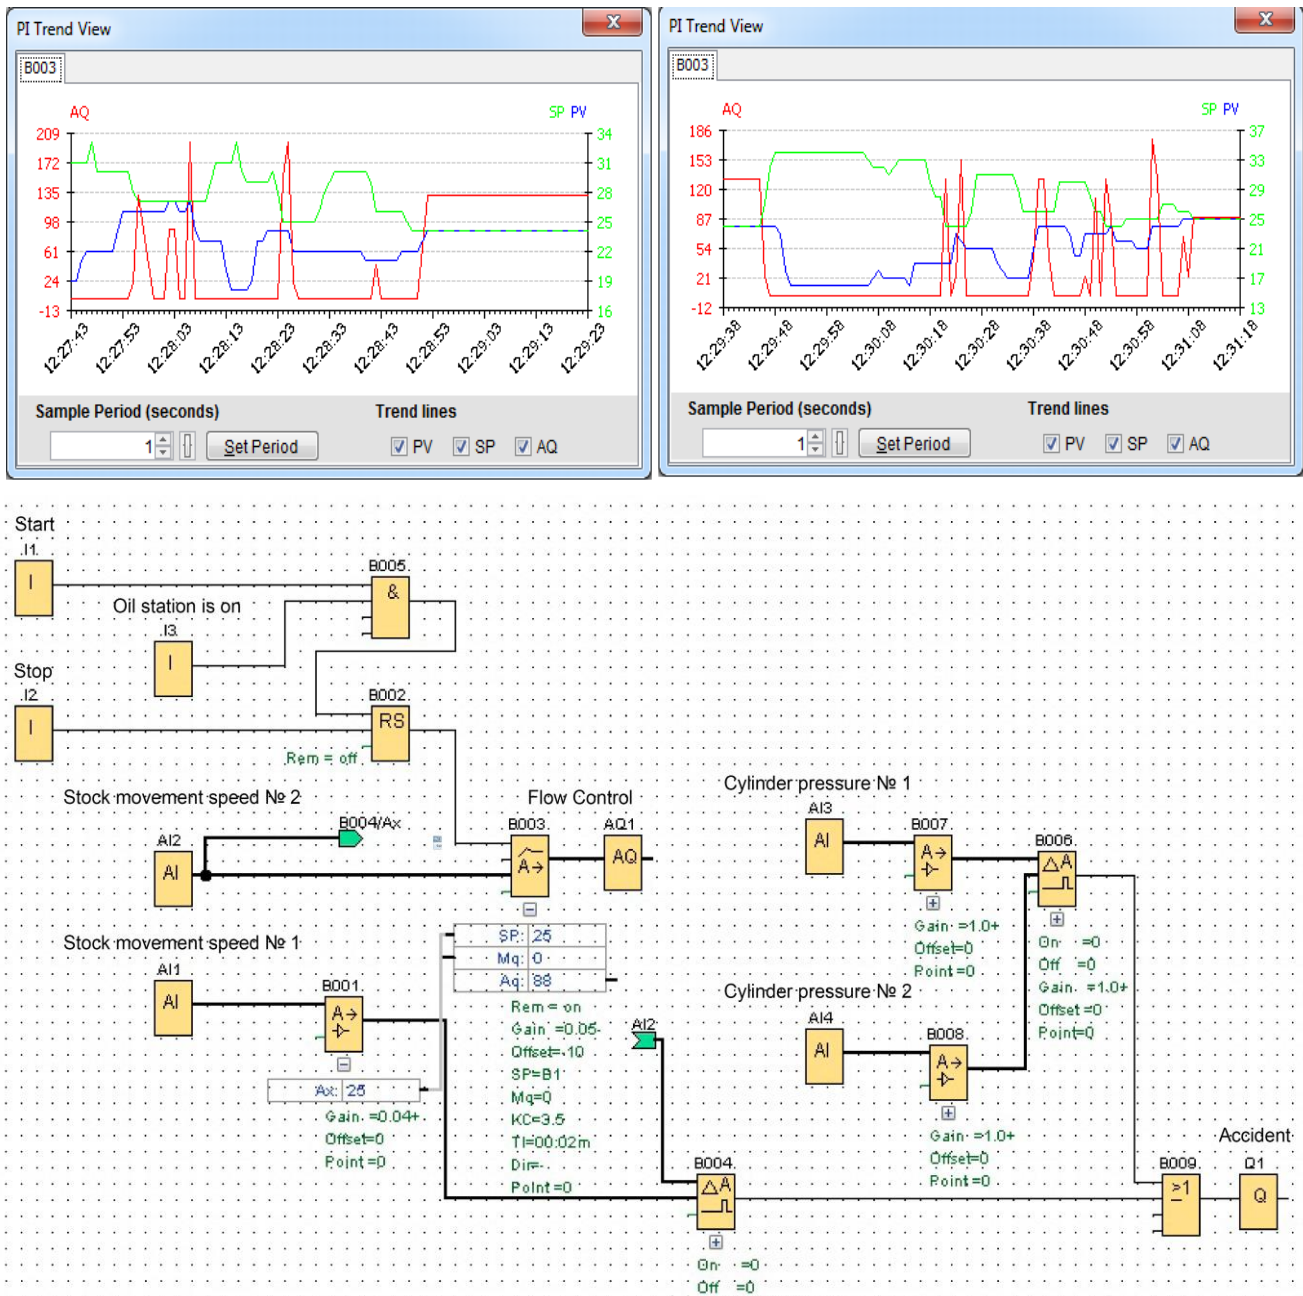 PI Trend View
B003
AQ
SP PV
209
172
135
98
61
24
-13
34
31
28
25
22
19
16
12:27:43
12:27:53
12:28:03
12:28:13
12:28:23
12:28:33
12:28:43
12:28:53
12:29:03
12:29:13
12:29:23
Sample Period (seconds)
Trend lines
1
Set Period
PV
SP
AQ
PI Trend View
B003
AQ
SP PV
186
153
120
87
54
21
-12
37
33
29
25
21
17
13
12:29:38
12:29:48
12:29:58
12:30:08
12:30:18
12:30:28
12:30:38
12:30:48
12:30:58
12:31:08
12:31:18
Sample Period (seconds)
Trend lines
1
Set Period
PV
SP
AQ
Start
I1
I
B005
&
Oil station is on
I3
I
Stop
I2
I
B002
RS
Rem = off
Stock movement speed № 2
B004/Ax
AI2
AI
Flow Control
B003
A→
AQ1
AQ
Stock movement speed № 1
AI1
AI
B001
A→
Ax: 25
Gain =0.04+
Offset=0
Point=0
SP: 25
Mq: 0
Aq: 88
Rem = on
Gain =0.05-
Offset=-10
SP=B1
Mq=0
KC=3.5
TI=00:02m
Dir=-
Point=0
AI2
Cylinder pressure № 1
AI3
AI
B007
A→
Gain =1.0+
Offset=0
Point=0
B006
ΔA
On =0
Off =0
Gain =1.0+
Offset=0
Point=0
Cylinder pressure № 2
AI4
AI
B008
A→
Gain =1.0+
Offset=0
Point=0
B004
ΔA
On =0
Off =0
B009
≥1
Accident
Q1
Q